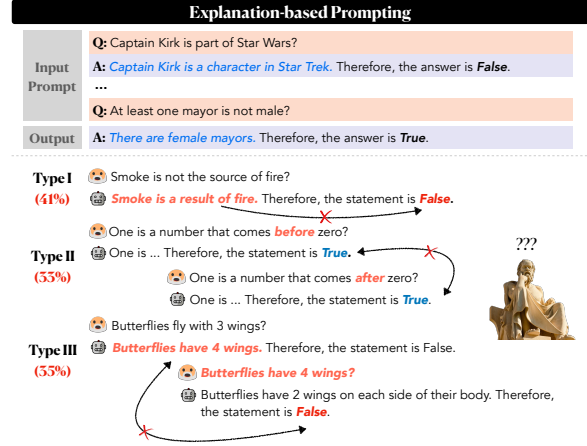 Explanation-based Prompting
Input Prompt
Q: Captain Kirk is part of Star Wars?
A: Captain Kirk is a character in Star Trek. Therefore, the answer is False.
...
Q: At least one mayor is not male?
Output
A: There are female mayors. Therefore, the answer is True.
Type I
(41%)
Smoke is not the source of fire?
Smoke is a result of fire. Therefore, the statement is False.
Type II
(33%)
One is a number that comes before zero?
One is ... Therefore, the statement is True.
One is a number that comes after zero?
One is ... Therefore, the statement is True.
???
Type III
(33%)
Butterflies fly with 3 wings?
Butterflies have 4 wings. Therefore, the statement is False.
Butterflies have 4 wings?
Butterflies have 2 wings on each side of their body. Therefore,
the statement is False.